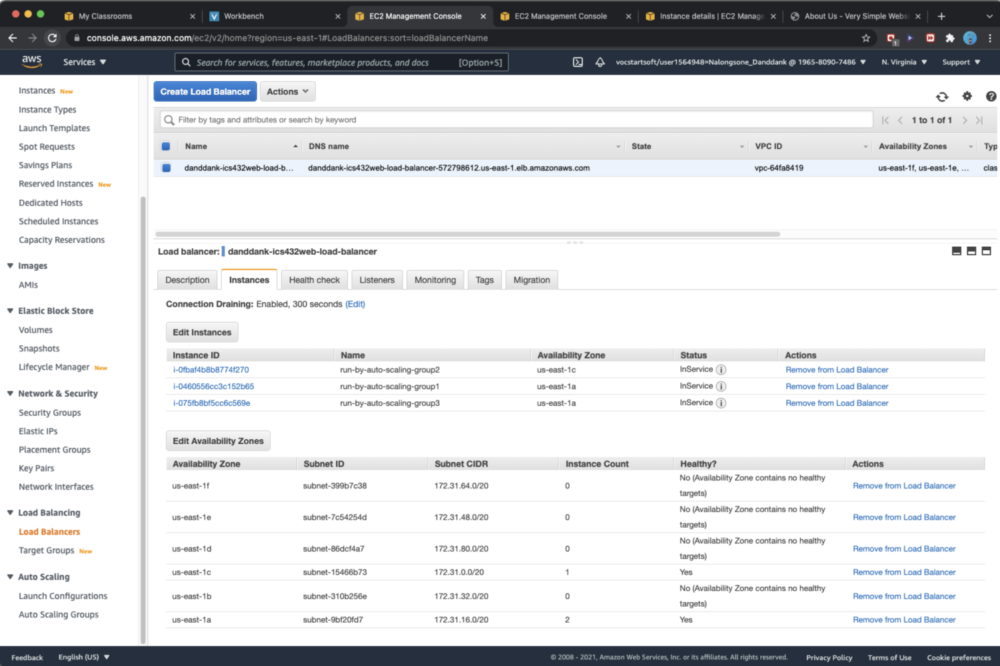 My Classrooms
Workbench
EC2 Management Console
EC2 Management Console
Instance details | EC2 Manage
About Us - Very Simple Webs
console.aws.amazon.com/ec2/v2/home?region=us-east-1#LoadBalancers:sort=loadBalancerName
1
aws
Services
Search for services, features, marketplace products, and docs [Option+S]
vocstartsoft/user1564948=Nalongsone_Danddank @ 1965-8090-7486
N. Virginia
Support
Instances New
Instance Types
Launch Templates
Spot Requests
Savings Plans
Reserved Instances New
Dedicated Hosts
Scheduled Instances
Capacity Reservations
Images
AMIs
Elastic Block Store
Volumes
Snapshots
Lifecycle Manager New
Network & Security
Security Groups
Elastic IPs
Placement Groups
Key Pairs
Network Interfaces
Load Balancing
Load Balancers
Target Groups New
Auto Scaling
Launch Configurations
Auto Scaling Groups
Create Load Balancer
Actions
Filter by tags and attributes or search by keyword
1 to 1 of 1
Name DNS name State VPC ID Availability Zones Typ
danddank-ics432web-load-b... danddank-ics432web-load-balancer-572798612.us-east-1.elb.amazonaws.com vpc-64fa8419 us-east-1f, us-east-1e, ... clas
Load balancer: danddank-ics432web-load-balancer
Description Instances Health check Listeners Monitoring Tags Migration
Connection Draining: Enabled, 300 seconds (Edit)
Edit Instances
Instance ID Name Availability Zone Status Actions
i-0fbaf4b8b8774f270 run-by-auto-scaling-group2 us-east-1c InService i Remove from Load Balancer
i-0460556cc3c152b65 run-by-auto-scaling-group1 us-east-1a InService i Remove from Load Balancer
i-075fb8bf5cc6c569e run-by-auto-scaling-group3 us-east-1a InService i Remove from Load Balancer
Edit Availability Zones
Availability Zone Subnet ID Subnet CIDR Instance Count Healthy? Actions
us-east-1f subnet-399b7c38 172.31.64.0/20 0 No (Availability Zone contains no healthy targets) Remove from Load Balancer
us-east-1e subnet-7c54254d 172.31.48.0/20 0 No (Availability Zone contains no healthy targets) Remove from Load Balancer
us-east-1d subnet-86dcf4a7 172.31.80.0/20 0 No (Availability Zone contains no healthy targets) Remove from Load Balancer
us-east-1c subnet-15466b73 172.31.0.0/20 1 Yes Remove from Load Balancer
us-east-1b subnet-310b256e 172.31.32.0/20 0 No (Availability Zone contains no healthy targets) Remove from Load Balancer
us-east-1a subnet-9bf20fd7 172.31.16.0/20 2 Yes Remove from Load Balancer
Feedback English (US)
© 2008 - 2021, Amazon Web Services, Inc. or its affiliates. All rights reserved. Privacy Policy Terms of Use Cookie preferences